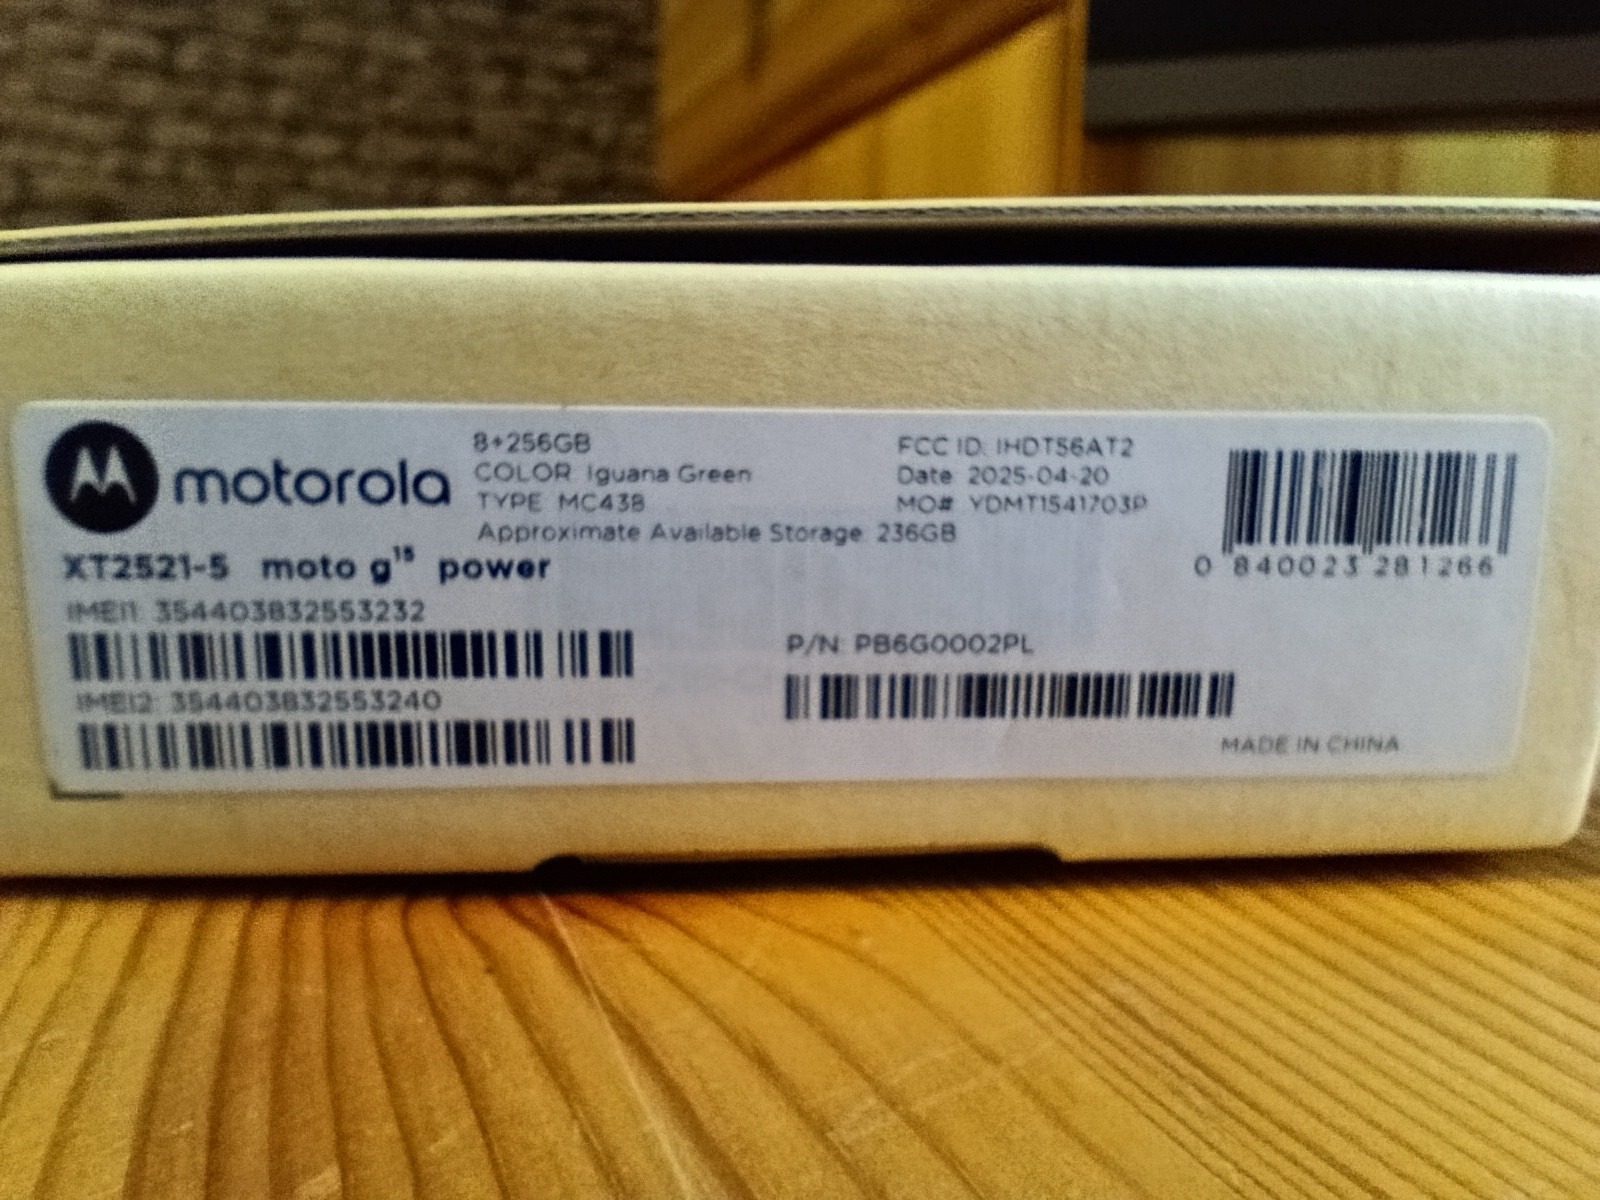 motorola
8+256GB
COLOR Iguana Green
TYPE MC43B
Approximate Available Storage 236GB
FCC ID: IHDT56AT2
Date 2025-04-20
MO# YDMT1541703P
0 840023 281266
XT2521-5 moto g15 power
IMEI1: 354403832553232
IMEI2: 354403832553240
P/N: PB6G0002PL
MADE IN CHINA